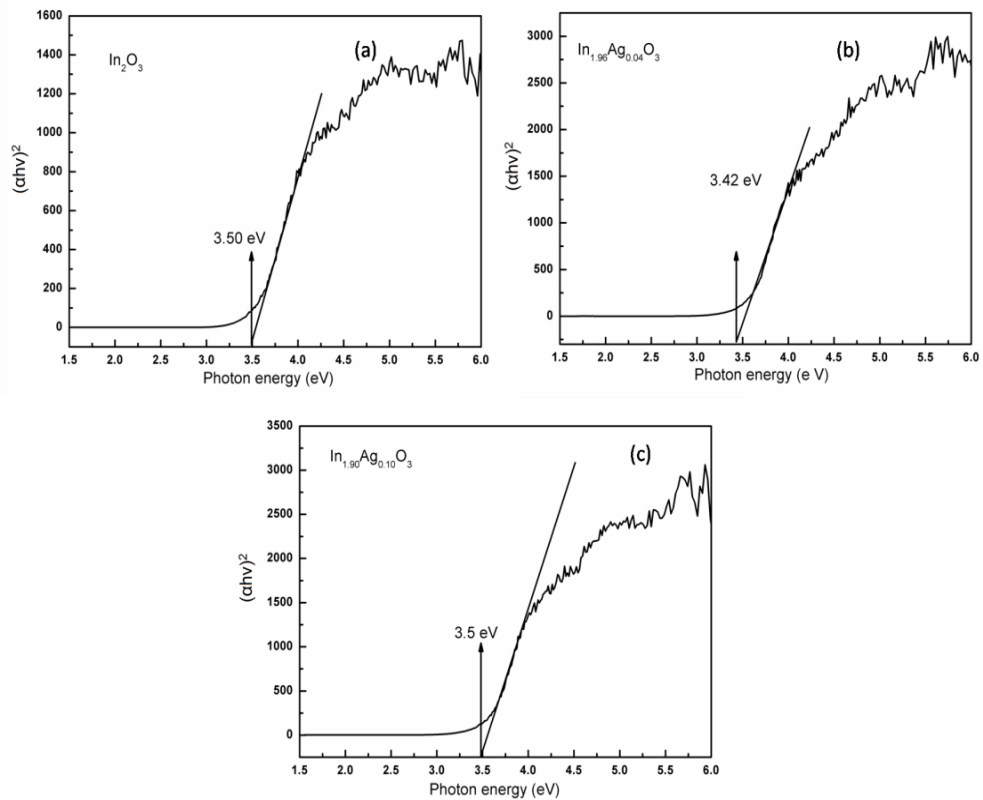 In2O3
(a)
(αhν)²
1600
1400
1200
1000
800
600
400
200
0
3.50 eV
1.5 2.0 2.5 3.0 3.5 4.0 4.5 5.0 5.5 6.0
Photon energy (eV)
In1.96Ag0.04O3
(b)
(αhν)²
3000
2500
2000
1500
1000
500
0
3.42 eV
1.5 2.0 2.5 3.0 3.5 4.0 4.5 5.0 5.5 6.0
Photon energy (e V)
In1.90Ag0.10O3
(c)
(αhν)²
3500
3000
2500
2000
1500
1000
500
0
3.5 eV
1.5 2.0 2.5 3.0 3.5 4.0 4.5 5.0 5.5 6.0
Photon energy (eV)